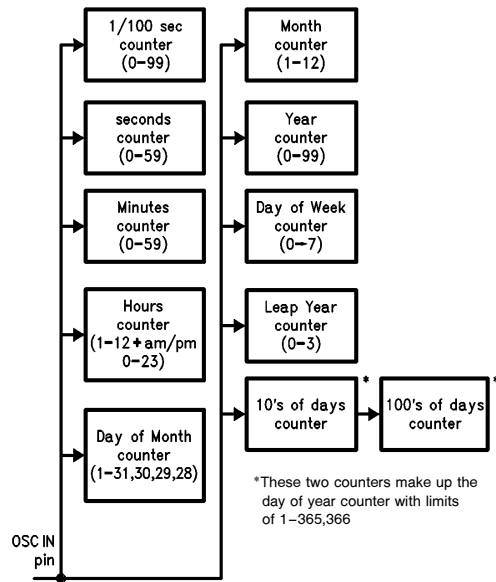 1/100 sec
counter
(0-99)
seconds
counter
(0-59)
Minutes
counter
(0-59)
Hours
counter
(1-12+am/pm
0-23)
Day of Month
counter
(1-31,30,29,28)
OSC IN
pin
Month
counter
(1-12)
Year
counter
(0-99)
Day of Week
counter
(0→7)
Leap Year
counter
(0-3)
10's of days
counter
*
100's of days
counter
*
*These two counters make up the
day of year counter with limits
of 1–365,366